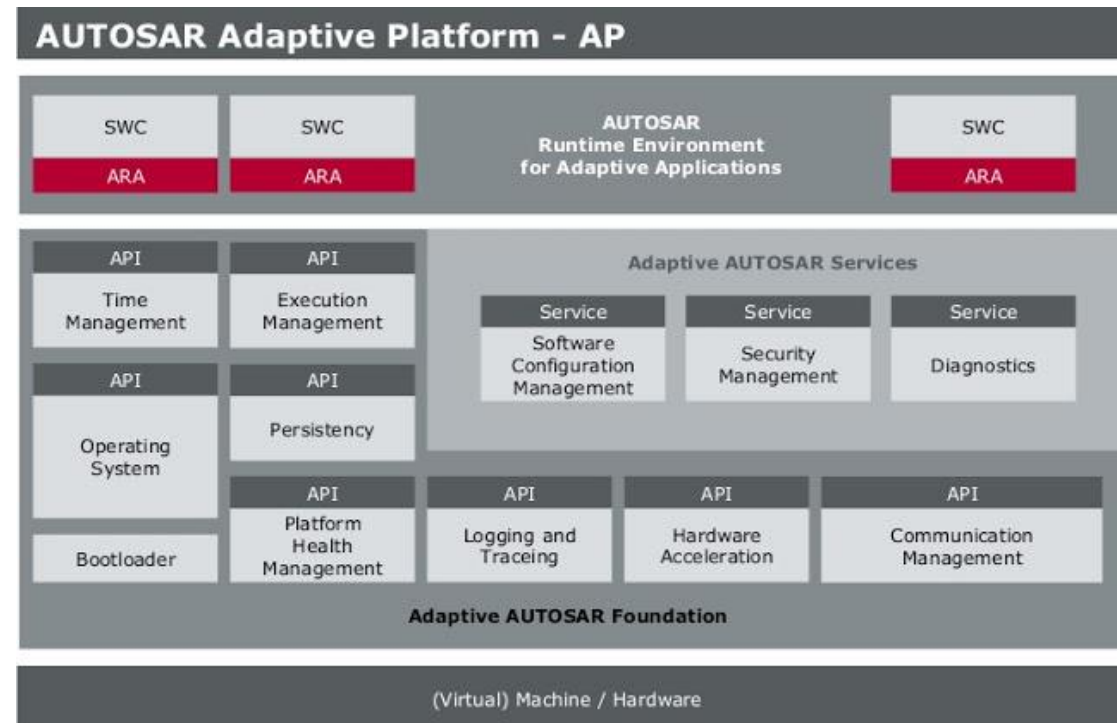 AUTOSAR Adaptive Platform - AP
SWC
ARA
SWC
ARA
AUTOSAR
Runtime Environment
for Adaptive Applications
SWC
ARA
API
Time
Management
API
Execution
Management
Adaptive AUTOSAR Services
Service
Software
Configuration
Management
Service
Security
Management
Service
Diagnostics
API
Operating
System
API
Persistency
Bootloader
API
Platform
Health
Management
API
Logging and
Traceing
API
Hardware
Acceleration
API
Communication
Management
Adaptive AUTOSAR Foundation
(Virtual) Machine / Hardware